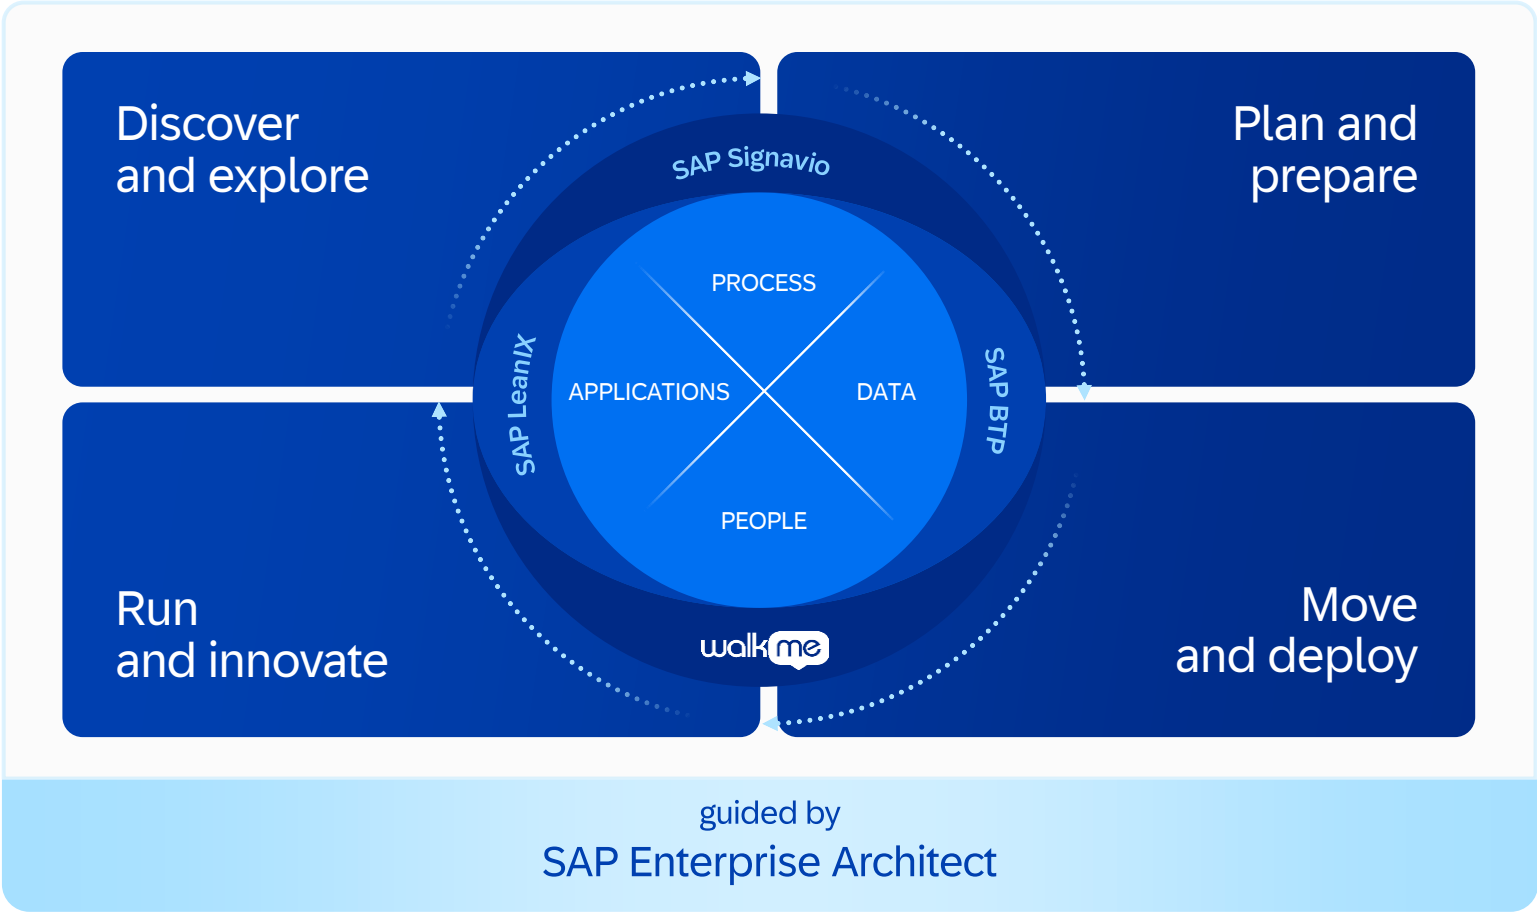 Discover
and explore
Plan and
prepare
SAP Signavio
PROCESS
SAP LeanIX
APPLICATIONS
DATA
SAP BTP
PEOPLE
walkme
Run
and innovate
Move
and deploy
guided by
SAP Enterprise Architect